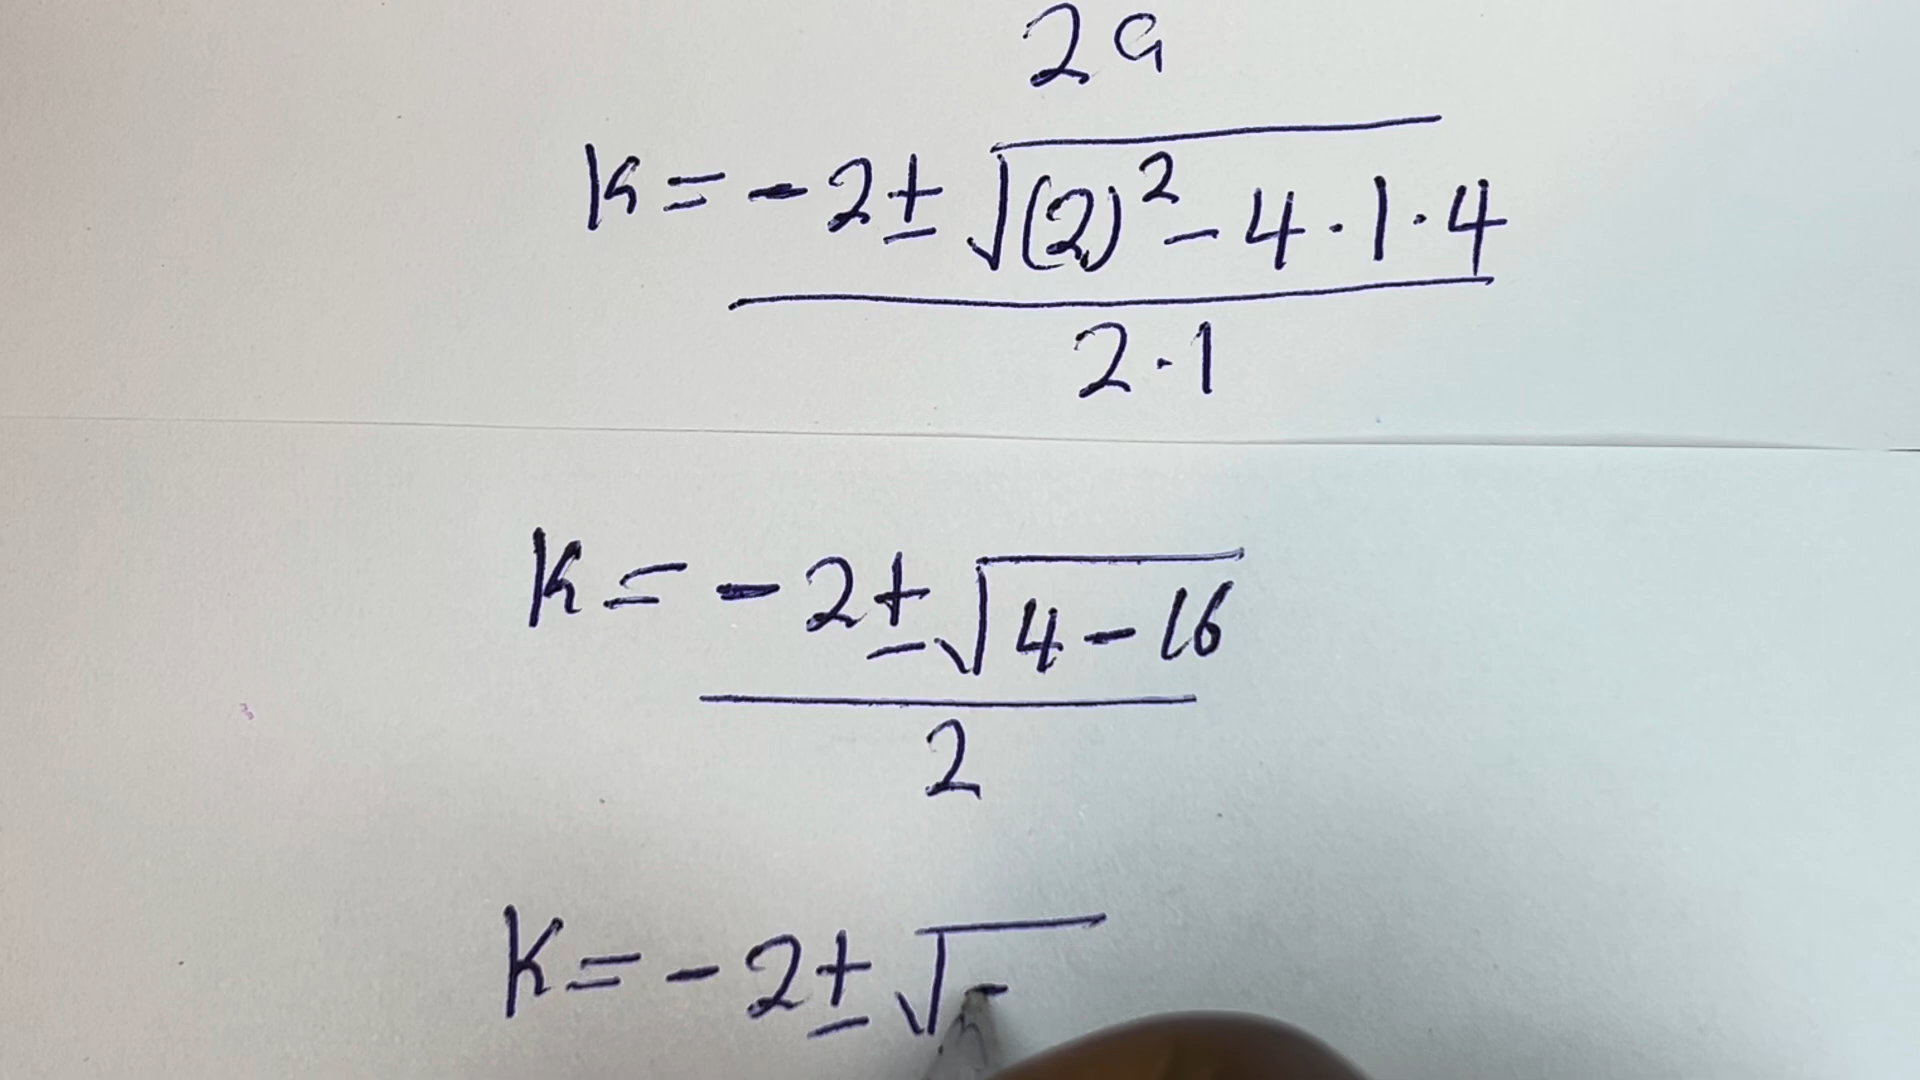 2a
K = -2 ± √(2)² - 4 · 1 · 4
2 · 1
K = -2 ± √4 - 16
2
K = -2 ± √-